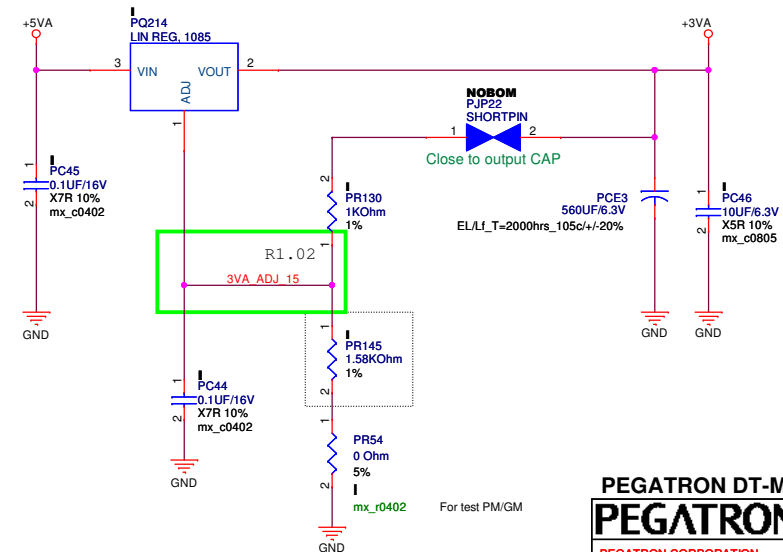 +5VA
PQ214
LIN REG, 1085
3
VIN
VOUT
2
ADJ
1
+3VA
NOBOM
PJP22
SHORTPIN
1
2
Close to output CAP
1
PC45
0.1UF/16V
2
X7R 10%
mx_c0402
2
PR130
1KOhm
1%
1
PCE3
560UF/6.3V
EL/Lf_T=2000hrs_105c/+/-20%
1
PC46
10UF/6.3V
2
X5R 10%
mx_c0805
R1.02
3VA_ADJ_15
GND
GND
GND
1
PR145
1.58KOhm
1%
2
1
PC44
0.1UF/16V
2
X7R 10%
mx_c0402
GND
1
PR54
0 Ohm
5%
2
mx_r0402
For test PM/GM
GND
PEGATRON DT-M
PEGATRON
PEGATRON CORPORATION